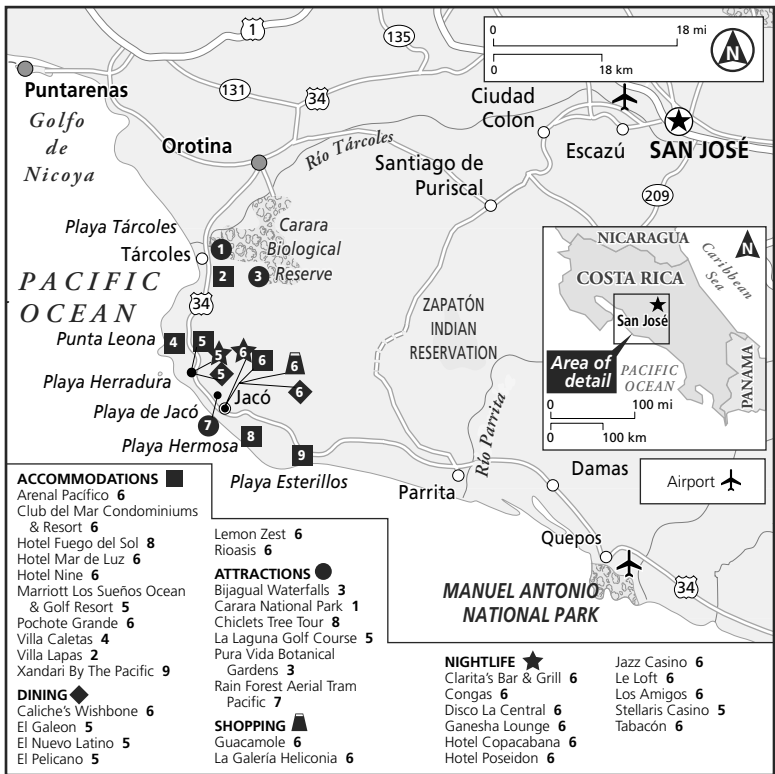 1
135
0 18 mi
0 18 km
N
Puntarenas
131
34
Ciudad
Colon
Golfo
de
Nicoya
Orotina
Río Tárcoles
Escazú
SAN JOSÉ
Santiago de
Puriscal
209
Playa Tárcoles
Carara
Biological
Reserve
Tárcoles
1
2
3
PACIFIC
OCEAN
34
ZAPATÓN
INDIAN
RESERVATION
Punta Leona
4
5
5
6
6
6
5
6
Playa Herradura
Jacó
Playa de Jacó
7
8
Playa Hermosa
9
Playa Esterillos
Río Parrita
Parrita
Damas
Quepos
MANUEL ANTONIO
NATIONAL PARK
34
NICARAGUA
N
Caribbean
Sea
COSTA RICA
San José
Area of
detail
PACIFIC
OCEAN
PANAMA
0 100 mi
0 100 km
Airport
ACCOMMODATIONS
Arenal Pacífico 6
Club del Mar Condominiums
& Resort 6
Hotel Fuego del Sol 8
Hotel Mar de Luz 6
Hotel Nine 6
Marriott Los Sueños Ocean
& Golf Resort 5
Pochote Grande 6
Villa Caletas 4
Villa Lapas 2
Xandari By The Pacific 9
DINING
Caliche's Wishbone 6
El Galeon 5
El Nuevo Latino 5
El Pelicano 5
Lemon Zest 6
Rioasis 6
ATTRACTIONS
Bijagual Waterfalls 3
Carara National Park 1
Chiclets Tree Tour 8
La Laguna Golf Course 5
Pura Vida Botanical
Gardens 3
Rain Forest Aerial Tram
Pacific 7
SHOPPING
Guacamole 6
La Galería Heliconia 6
NIGHTLIFE
Clarita's Bar & Grill 6
Congas 6
Disco La Central 6
Ganesha Lounge 6
Hotel Copacabana 6
Hotel Poseidon 6
Jazz Casino 6
Le Loft 6
Los Amigos 6
Stellaris Casino 5
Tabacón 6